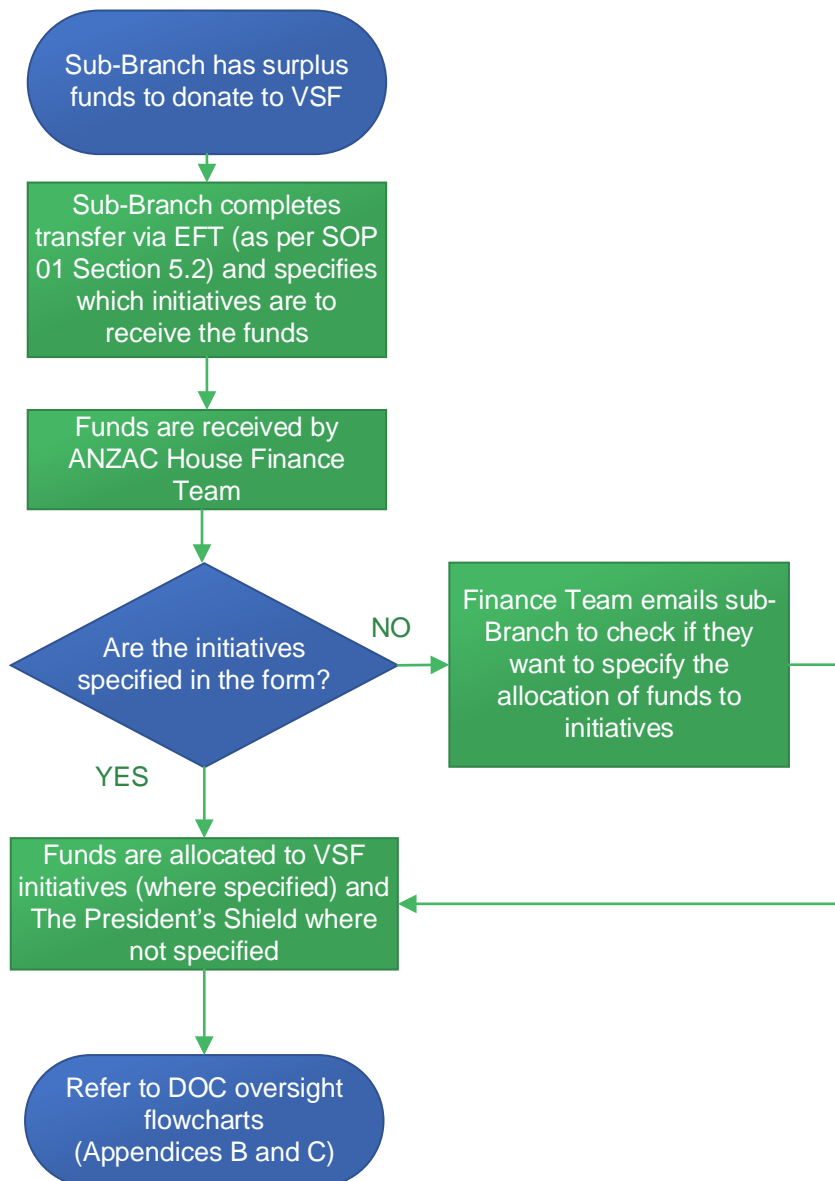 Sub-Branch has surplus
funds to donate to VSF
Sub-Branch completes
transfer via EFT (as per SOP
01 Section 5.2) and specifies
which initiatives are to
receive the funds
Funds are received by
ANZAC House Finance
Team
Are the initiatives
specified in the form?
NO
Finance Team emails sub-
Branch to check if they
want to specify the
allocation of funds to
initiatives
YES
Funds are allocated to VSF
initiatives (where specified) and
The President’s Shield where
not specified
Refer to DOC oversight
flowcharts
(Appendices B and C)